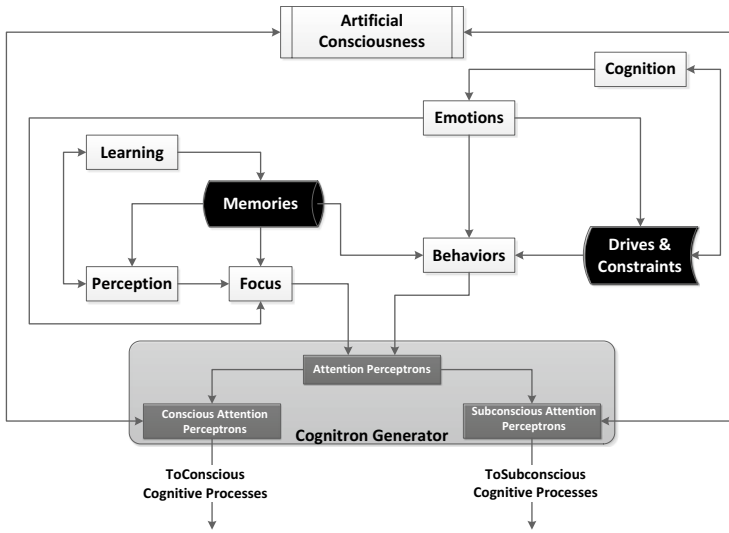 Artificial
Consciousness
Cognition
Emotions
Learning
Memories
Drives &
Constraints
Behaviors
Perception
Focus
Attention Perceptrons
Conscious Attention
Perceptrons
Subconscious Attention
Perceptrons
Cognitron Generator
ToConscious
Cognitive Processes
ToSubconscious
Cognitive Processes